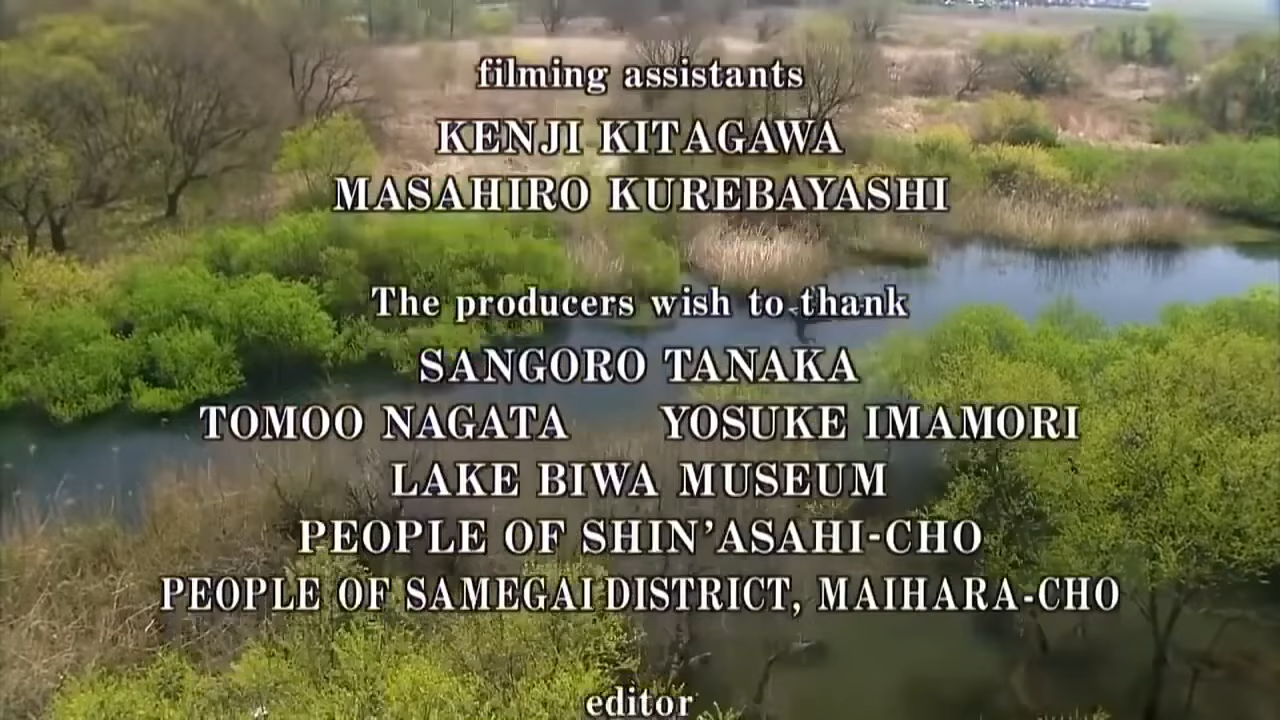 filming assistants
KENJI KITAGAWA
MASAHIRO KUREBAYASHI
The producers wish to thank
SANGORO TANAKA
TOMOO NAGATA YOSUKE IMAMORI
LAKE BIWA MUSEUM
PEOPLE OF SHIN'ASAHI-CHO
PEOPLE OF SAMEGAI DISTRICT, MAIHARA-CHO
editor